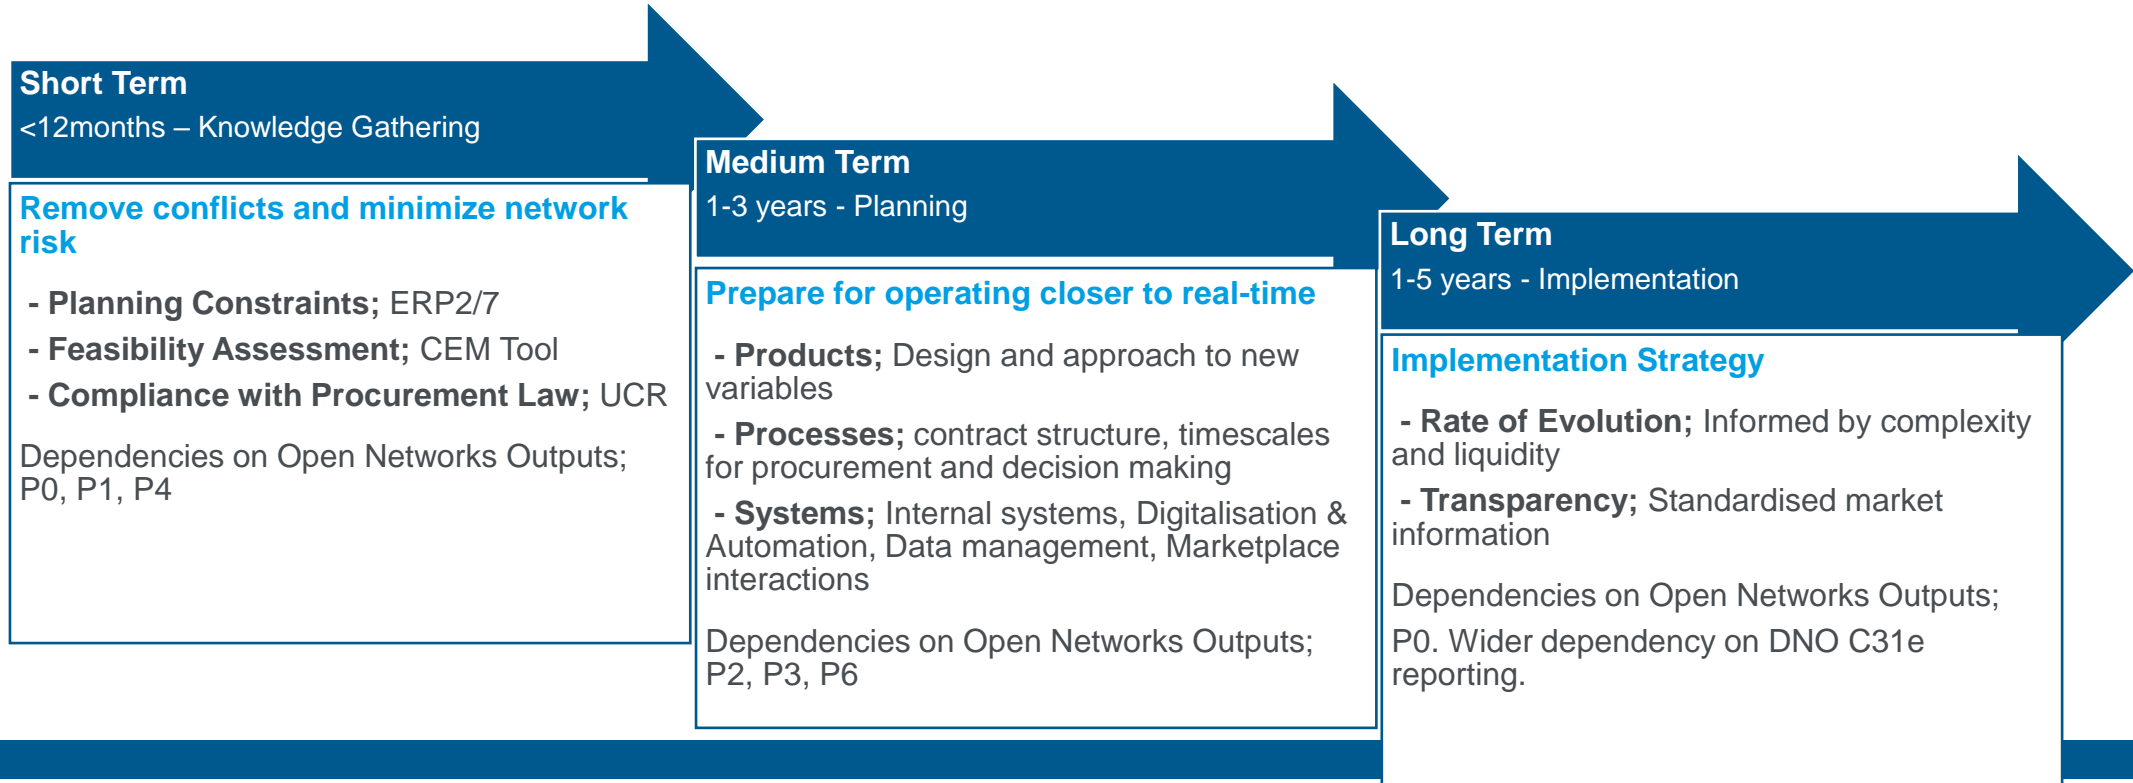 Short Term
<12months – Knowledge Gathering
Remove conflicts and minimize network
risk
- Planning Constraints; ERP2/7
- Feasibility Assessment; CEM Tool
- Compliance with Procurement Law; UCR
Dependencies on Open Networks Outputs;
P0, P1, P4
Medium Term
1-3 years - Planning
Prepare for operating closer to real-time
- Products; Design and approach to new
variables
- Processes; contract structure, timescales
for procurement and decision making
- Systems; Internal systems, Digitalisation &
Automation, Data management, Marketplace
interactions
Dependencies on Open Networks Outputs;
P2, P3, P6
Long Term
1-5 years - Implementation
Implementation Strategy
- Rate of Evolution; Informed by complexity
and liquidity
- Transparency; Standardised market
information
Dependencies on Open Networks Outputs;
P0. Wider dependency on DNO C31e
reporting.